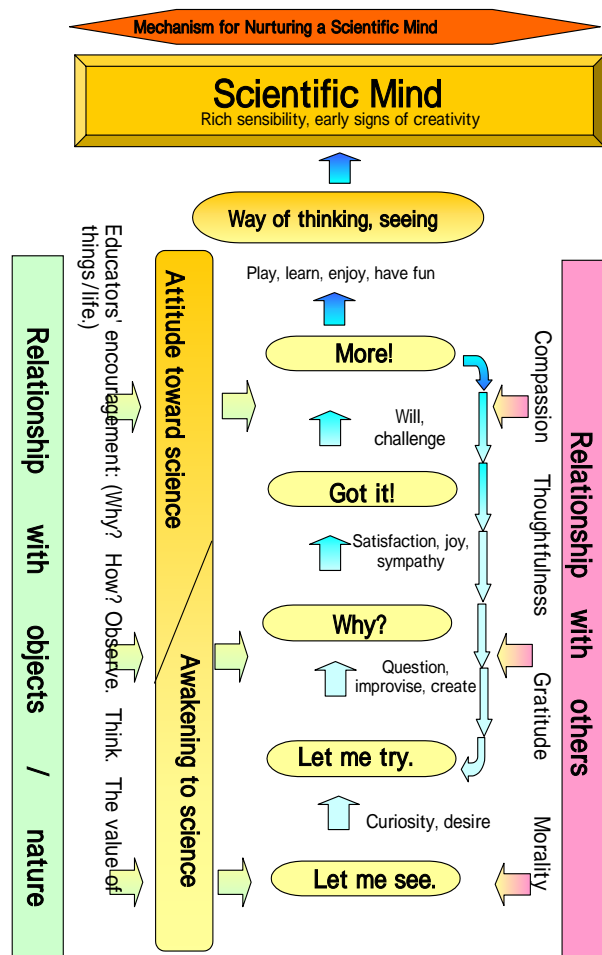 Mechanism for Nurturing a Scientific Mind
Scientific Mind
Rich sensibility, early signs of creativity
Way of thinking, seeing
Relationship with objects / nature
Educators' encouragement: (Why? How? Observe. Think. The value of
things/life.)
Attitude toward science
Awakening to science
Play, learn, enjoy, have fun
More!
Will,
challenge
Got it!
Satisfaction, joy,
sympathy
Why?
Question,
improvise, create
Let me try.
Curiosity, desire
Let me see.
Compassion
Thoughtfulness
Gratitude
Morality
Relationship with others